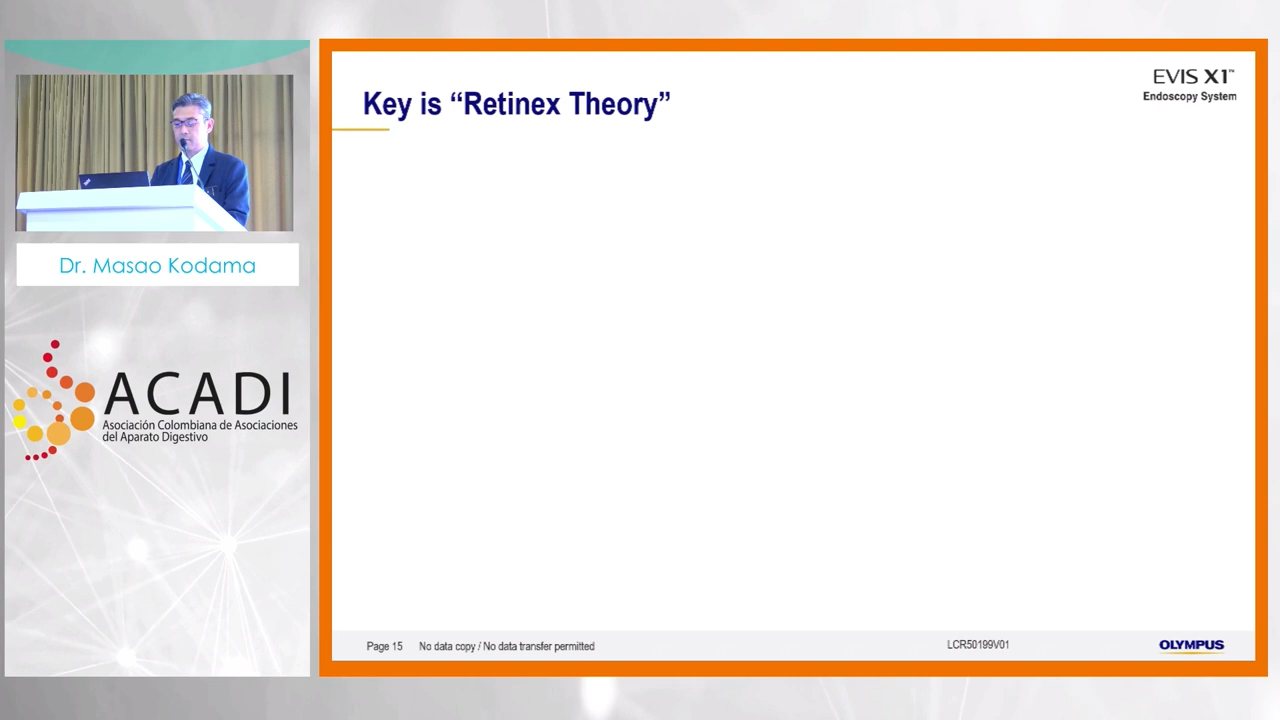 Dr. Masao Kodama
ACADI
Asociación Colombiana de Asociaciones
del Aparato Digestivo
Key is “Retinex Theory”
EVIS X1™
Endoscopy System
Page 15 No data copy / No data transfer permitted
LCR50199V01
OLYMPUS